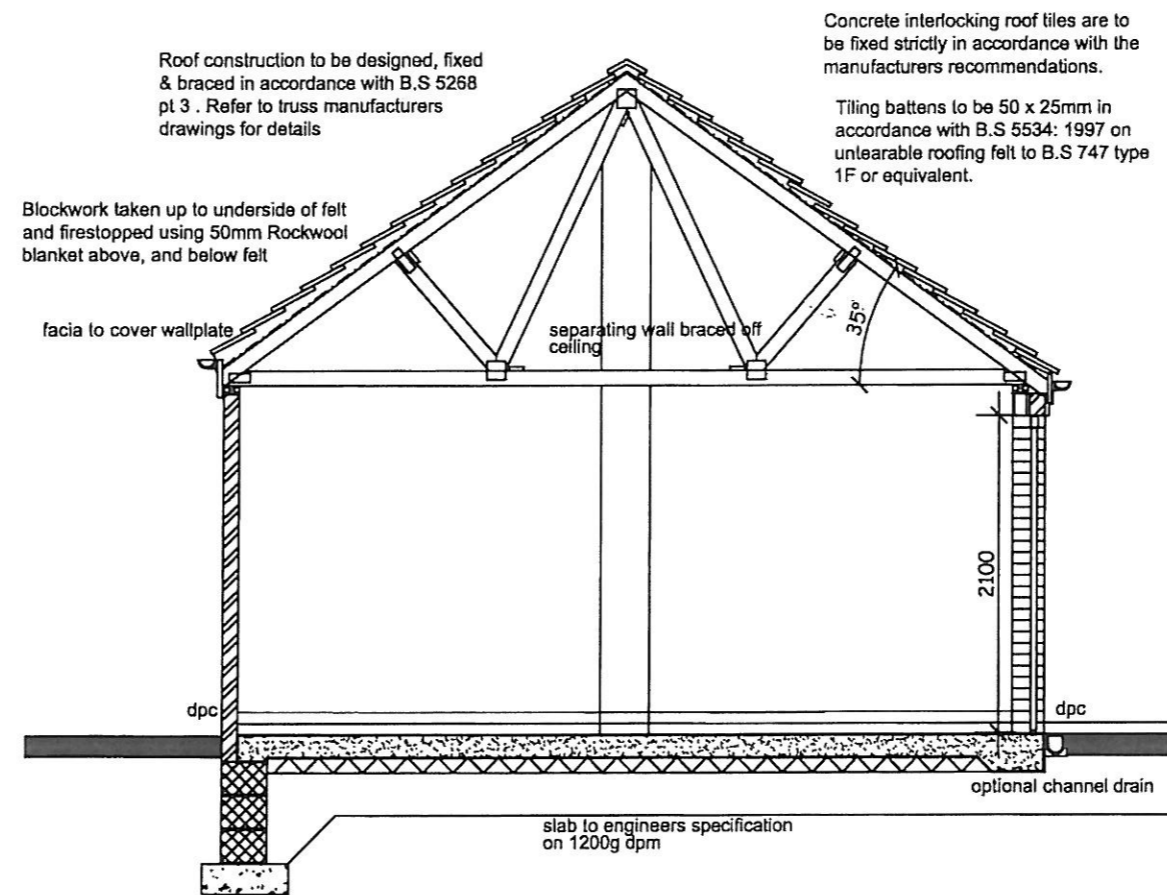 Roof construction to be designed, fixed
& braced in accordance with B.S 5268
pt 3 . Refer to truss manufacturers
drawings for details
Concrete interlocking roof tiles are to
be fixed strictly in accordance with the
manufacturers recommendations.
Tiling battens to be 50 x 25mm in
accordance with B.S 5534: 1997 on
untearable roofing felt to B.S 747 type
1F or equivalent.
Blockwork taken up to underside of felt
and firestopped using 50mm Rockwool
blanket above, and below felt
facia to cover wallplate
separating wall braced off
ceiling
35°
2100
dpc
dpc
optional channel drain
slab to engineers specification
on 1200g dpm